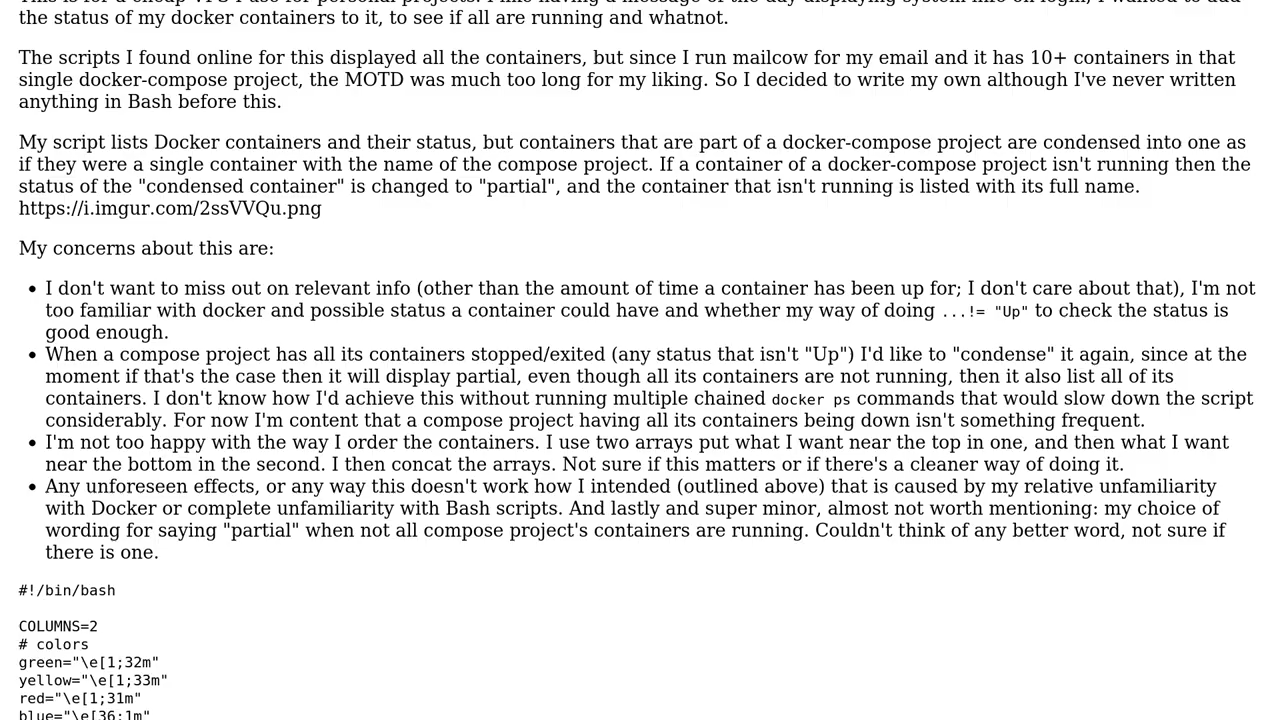 the status of my docker containers to it, to see if all are running and whatnot.
The scripts I found online for this displayed all the containers, but since I run mailcow for my email and it has 10+ containers in that
single docker-compose project, the MOTD was much too long for my liking. So I decided to write my own although I've never written
anything in Bash before this.
My script lists Docker containers and their status, but containers that are part of a docker-compose project are condensed into one as
if they were a single container with the name of the compose project. If a container of a docker-compose project isn't running then the
status of the "condensed container" is changed to "partial", and the container that isn't running is listed with its full name.
https://i.imgur.com/2ssVVQu.png
My concerns about this are:
• I don't want to miss out on relevant info (other than the amount of time a container has been up for; I don't care about that), I'm not
too familiar with docker and possible status a container could have and whether my way of doing ...!= "Up" to check the status is
good enough.
• When a compose project has all its containers stopped/exited (any status that isn't "Up") I'd like to "condense" it again, since at the
moment if that's the case then it will display partial, even though all its containers are not running, then it also list all of its
containers. I don't know how I'd achieve this without running multiple chained docker ps commands that would slow down the script
considerably. For now I'm content that a compose project having all its containers being down isn't something frequent.
• I'm not too happy with the way I order the containers. I use two arrays put what I want near the top in one, and then what I want
near the bottom in the second. I then concat the arrays. Not sure if this matters or if there's a cleaner way of doing it.
• Any unforeseen effects, or any way this doesn't work how I intended (outlined above) that is caused by my relative unfamiliarity
with Docker or complete unfamiliarity with Bash scripts. And lastly and super minor, almost not worth mentioning: my choice of
wording for saying "partial" when not all compose project's containers are running. Couldn't think of any better word, not sure if
there is one.
#!/bin/bash
COLUMNS=2
# colors
green="\e[1;32m"
yellow="\e[1;33m"
red="\e[1;31m"
blue="\e[36;1m"